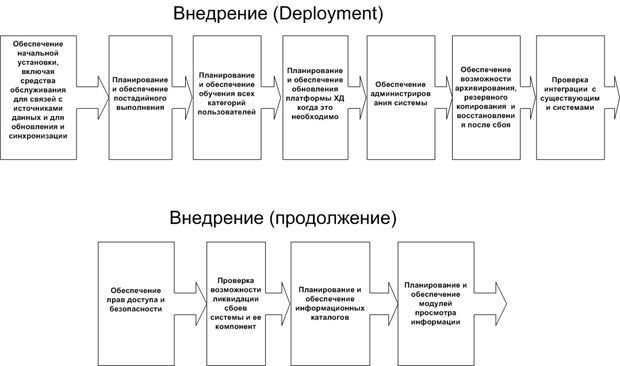 Внедрение (Deployment)
Обеспечение
начальной
установки,
включая
средства
обслуживания
для связей с
источниками
данных и для
обновления и
синхронизации
Планирование
и обеспечение
постадийного
выполнения
Планирование
и обеспечение
обучения всех
категорий
пользователей
Планирование
и обеспечение
обновления
платформы ХД
когда это
необходимо
Обеспечение
администриров
ания системы
Обеспечение
возможности
архивирования,
резервного
копирования и
восстановлени
я после сбоя
Проверка
интеграции с
существующим
и системами
Внедрение (продолжение)
Обеспечение
прав доступа и
безопасности
Проверка
возможности
ликвидации
сбоев
системы и ее
компонент
Планирование и
обеспечение
информационных
каталогов
Планирование и
обеспечение
модулей
просмотра
информации